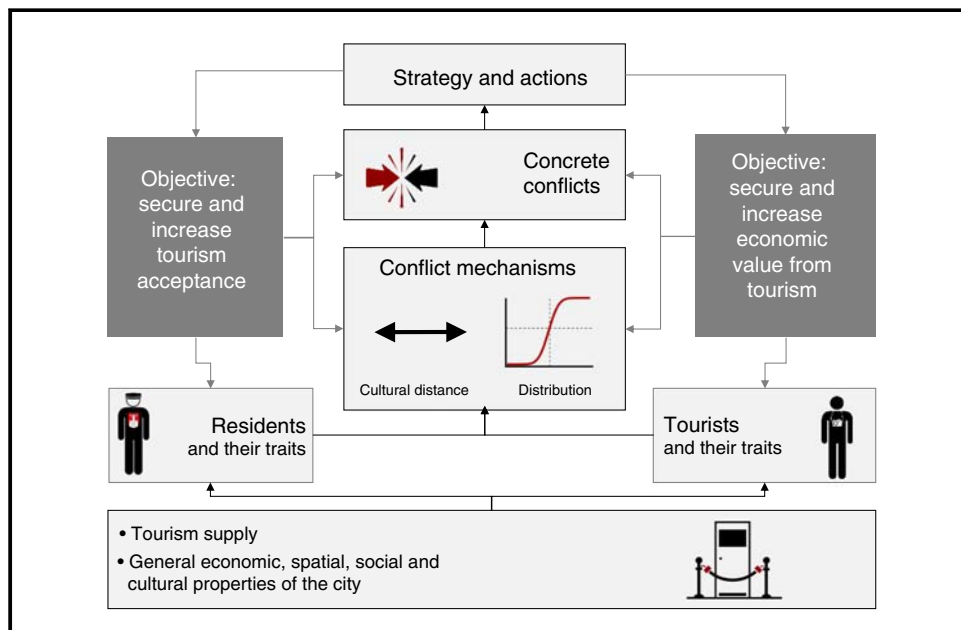 Strategy and actions
Objective:
secure and
increase
tourism
acceptance
Concrete
conflicts
Objective:
secure and
increase
economic
value from
tourism
Conflict mechanisms
Cultural distance
Distribution
Residents
and their traits
Tourists
and their traits
• Tourism supply
• General economic, spatial, social and
cultural properties of the city